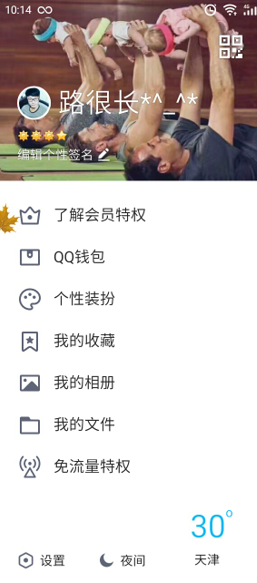 10:14
4G
路很长*^_^*
编辑个性签名
了解会员特权
QQ钱包
个性装扮
我的收藏
我的相册
我的文件
免流量特权
30°
设置 夜间 天津